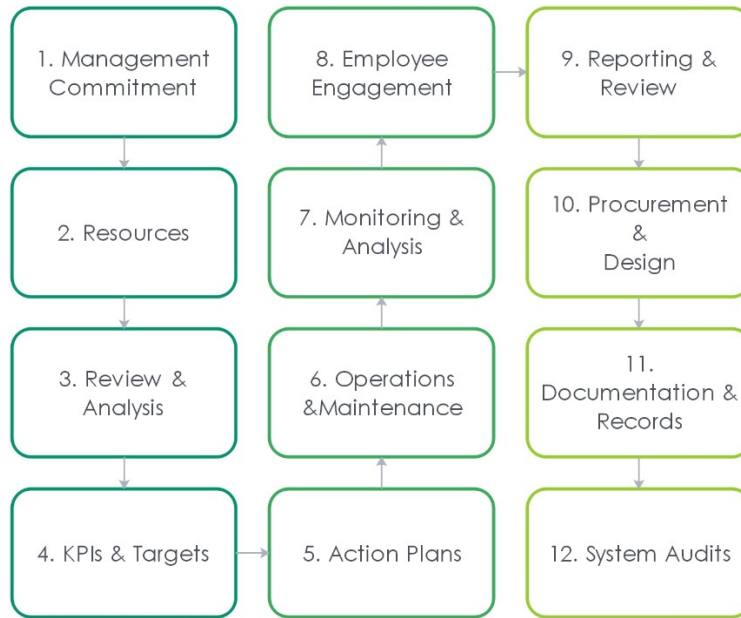 1. Management
Commitment
2. Resources
3. Review &
Analysis
4. KPIs & Targets
5. Action Plans
6. Operations
&Maintenance
7. Monitoring &
Analysis
8. Employee
Engagement
9. Reporting &
Review
10. Procurement
&
Design
11.
Documentation &
Records
12. System Audits